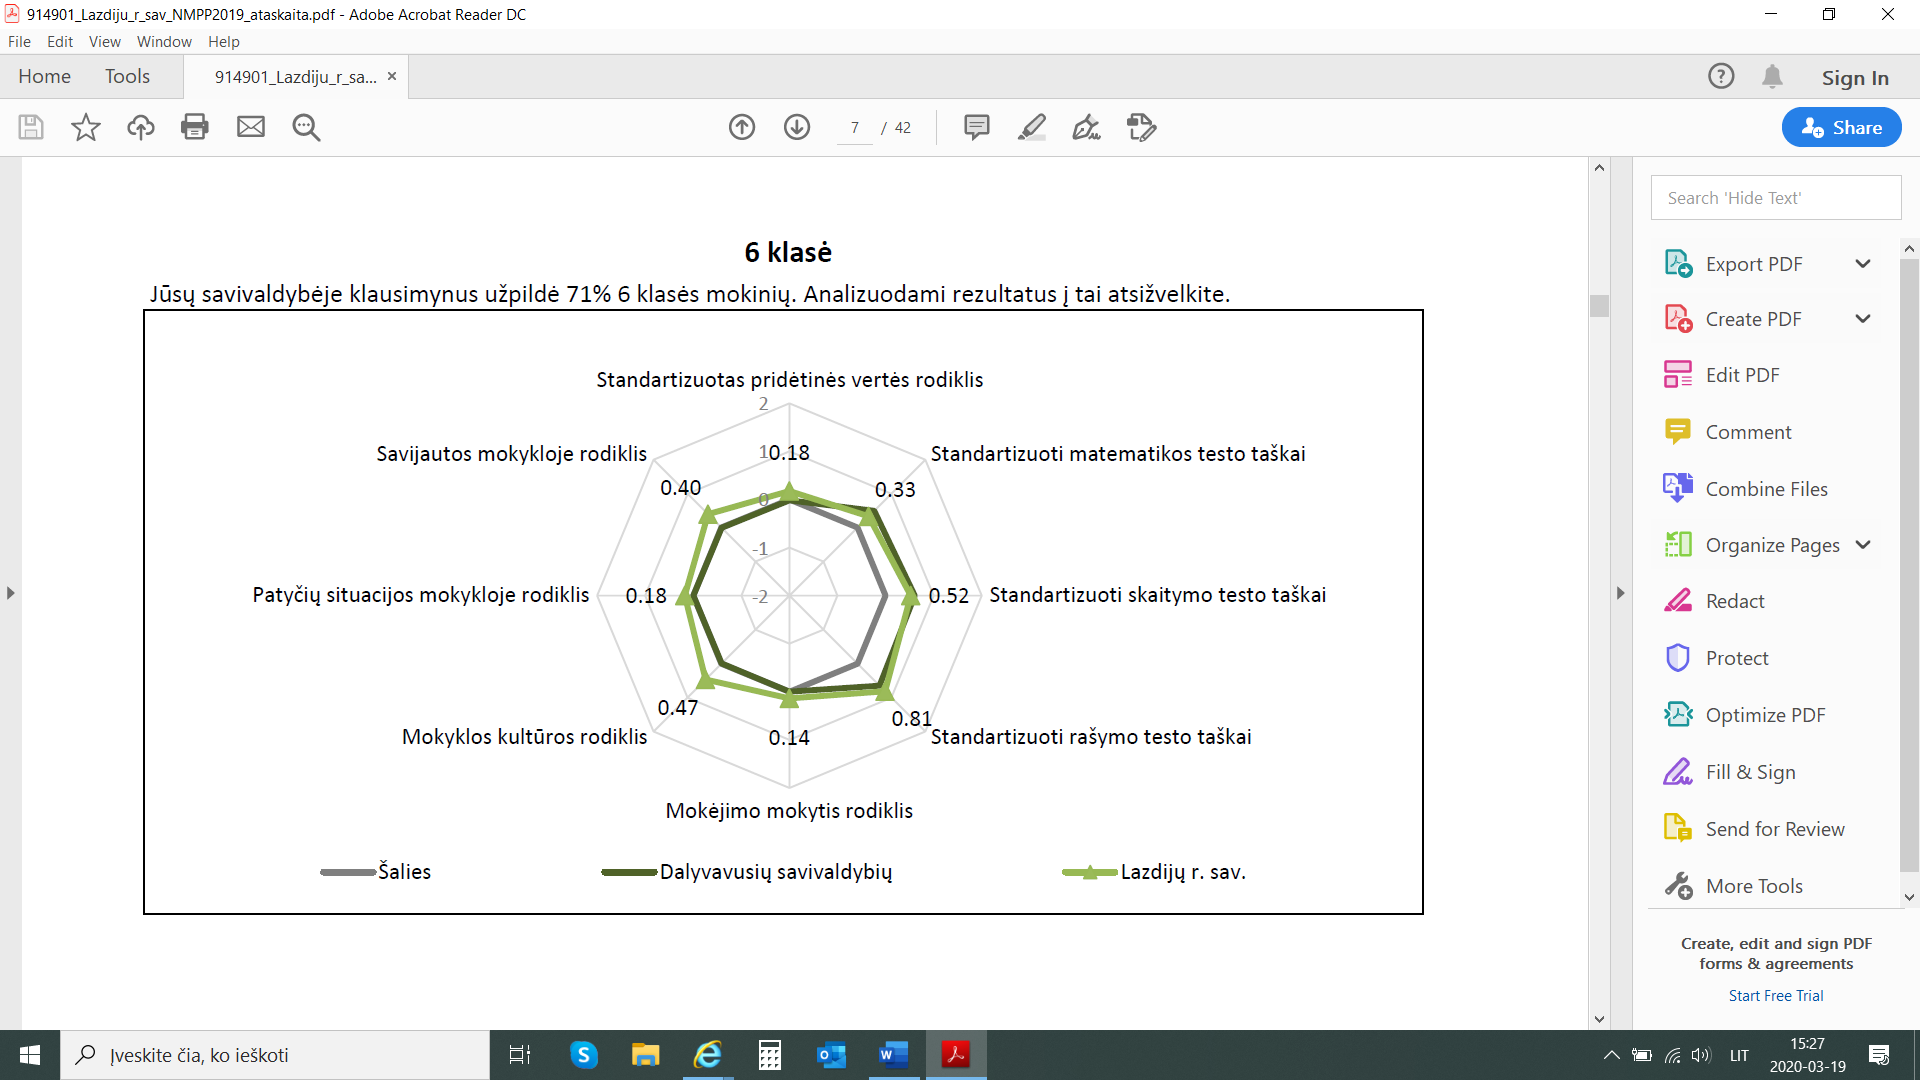 914901_Lazdiju_r_sav_NMPP2019_ataskaita.pdf - Adobe Acrobat Reader DC
File Edit View Window Help
Home Tools 914901_Lazdiju_r_sa... ×
Sign In
7 / 42
Share
Search 'Hide Text'
Export PDF
Create PDF
Edit PDF
Comment
Combine Files
Organize Pages
Redact
Protect
Optimize PDF
Fill & Sign
Send for Review
More Tools
Create, edit and sign PDF
forms & agreements
Start Free Trial
6 klasė
Jūsų savivaldybėje klausimynus užpildė 71% 6 klasės mokinių. Analizuodami rezultatus į tai atsižvelkite.
Standartizuotas pridėtinės vertės rodiklis
2
Savijautos mokykloje rodiklis
1
0.18
Standartizuoti matematikos testo taškai
0.40
0
0.33
-1
Patyčių situacijos mokykloje rodiklis
0.18
-2
0.52
Standartizuoti skaitymo testo taškai
0.47
0.81
Mokyklos kultūros rodiklis
0.14
Standartizuoti rašymo testo taškai
Mokėjimo mokytis rodiklis
Šalies
Dalyvavusių savivaldybių
Lazdijų r. sav.
Įveskite čia, ko ieškoti
LIT
15:27
2020-03-19